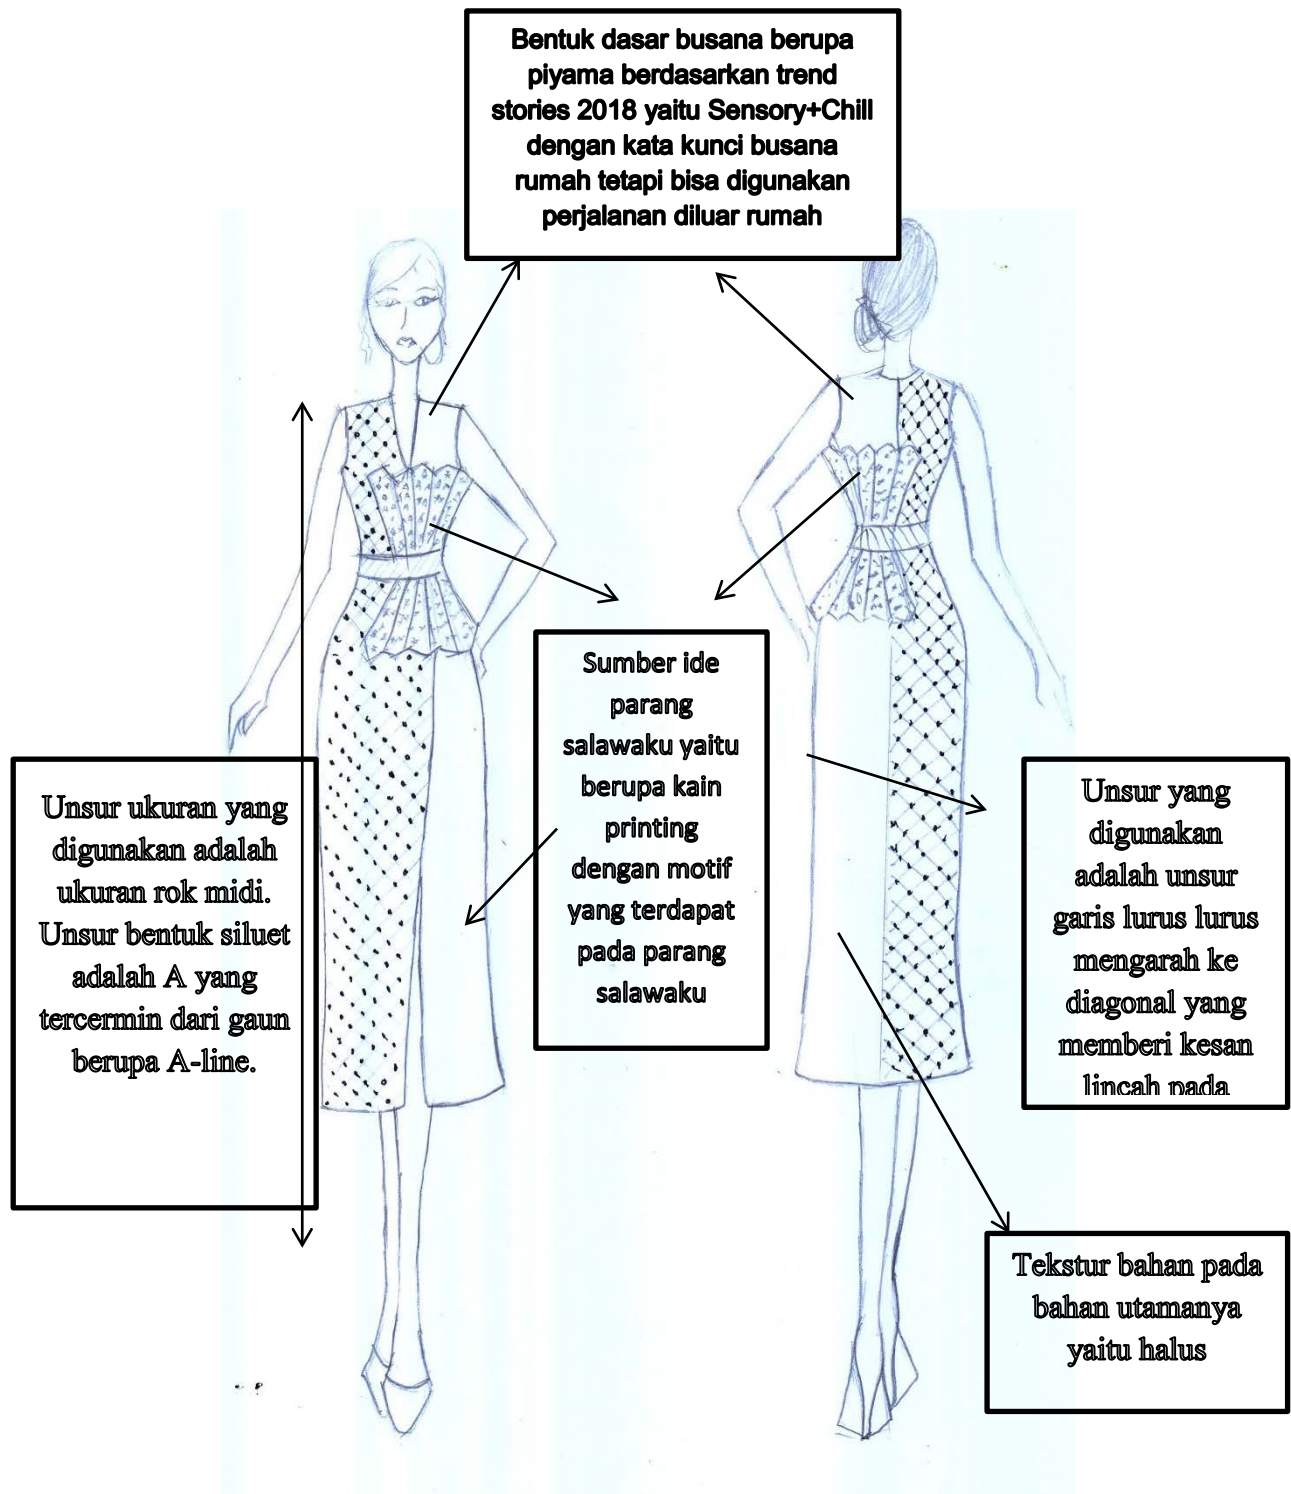 Bentuk dasar busana berupa
piyama berdasarkan trend
stories 2018 yaitu Sensory+Chill
dengan kata kunci busana
rumah tetapi bisa digunakan
perjalanan diluar rumah
Sumber ide
parang
salawaku yaitu
berupa kain
printing
dengan motif
yang terdapat
pada parang
salawaku
Unsur ukuran yang
digunakan adalah
ukuran rok midi.
Unsur bentuk siluet
adalah A yang
tercermin dari gaun
berupa A-line.
Unsur yang
digunakan
adalah unsur
garis lurus lurus
mengarah ke
diagonal yang
memberi kesan
lincah pada
Tekstur bahan pada
bahan utamanya
yaitu halus